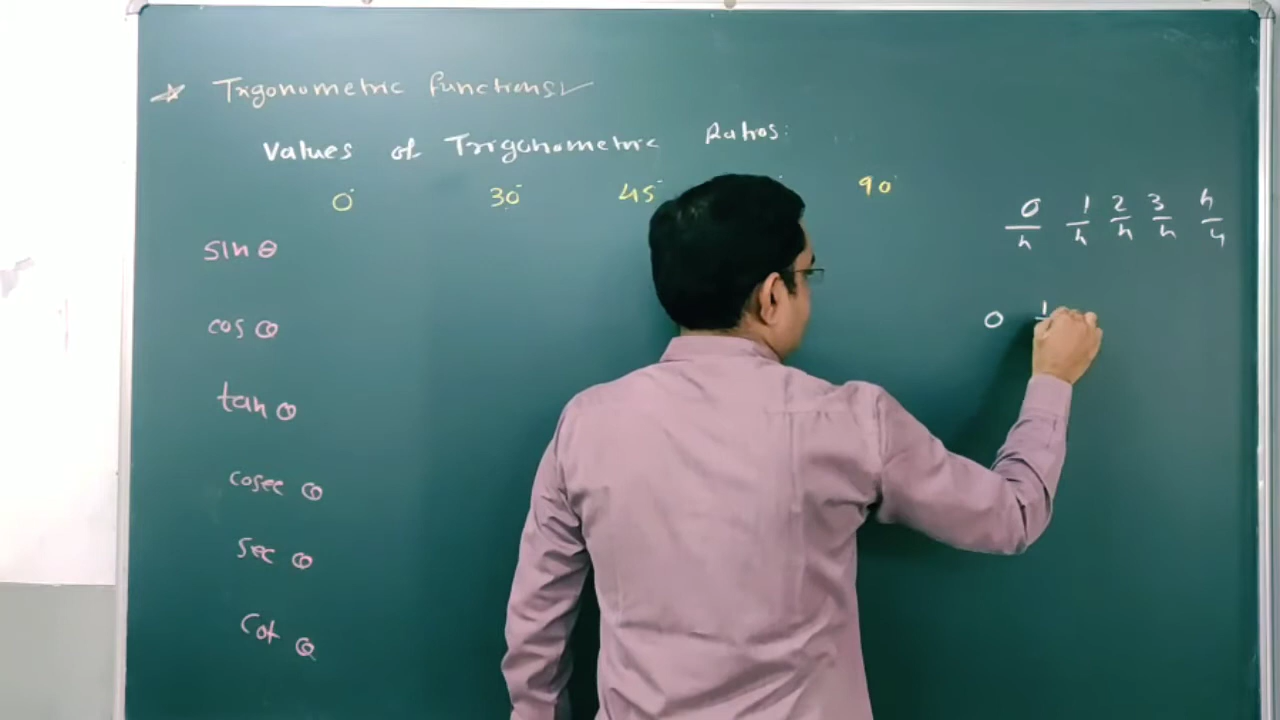 Trigonometric functions
Values of Trigonometric Ratios:
0° 30° 45° 90°
0/4 1/4 2/4 3/4 4/4
sin θ
0 1
cos θ
tan θ
cosec θ
sec θ
cot θ